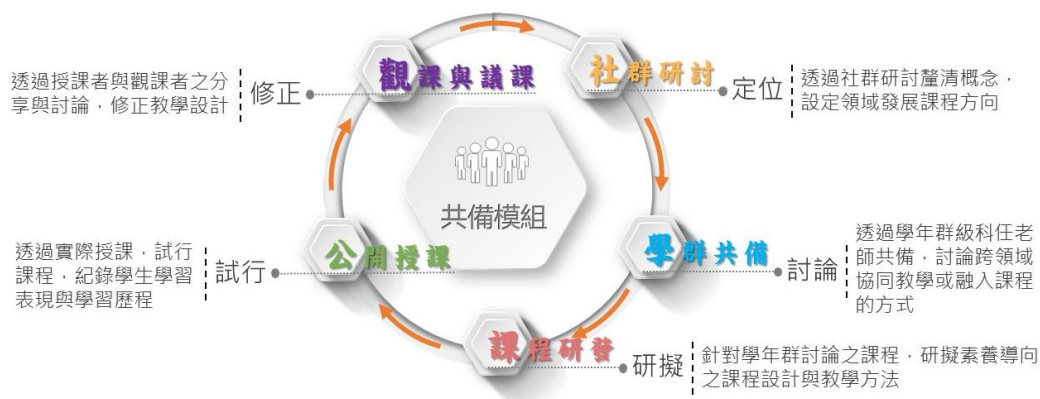 觀課與議課
修正
透過授課者與觀課者之分
享與討論，修正教學設計
社群研討
定位
透過社群研討釐清概念，
設定領域發展課程方向
共備模組
公開授課
試行
透過實際授課，試行
課程，紀錄學生學習
表現與學習歷程
學群共備
討論
透過學年群級科任老
師共備，討論跨領域
協同教學或融入課程
的方式
課程研發
研擬
針對學年群討論之課程，研擬素養導向
之課程設計與教學方法